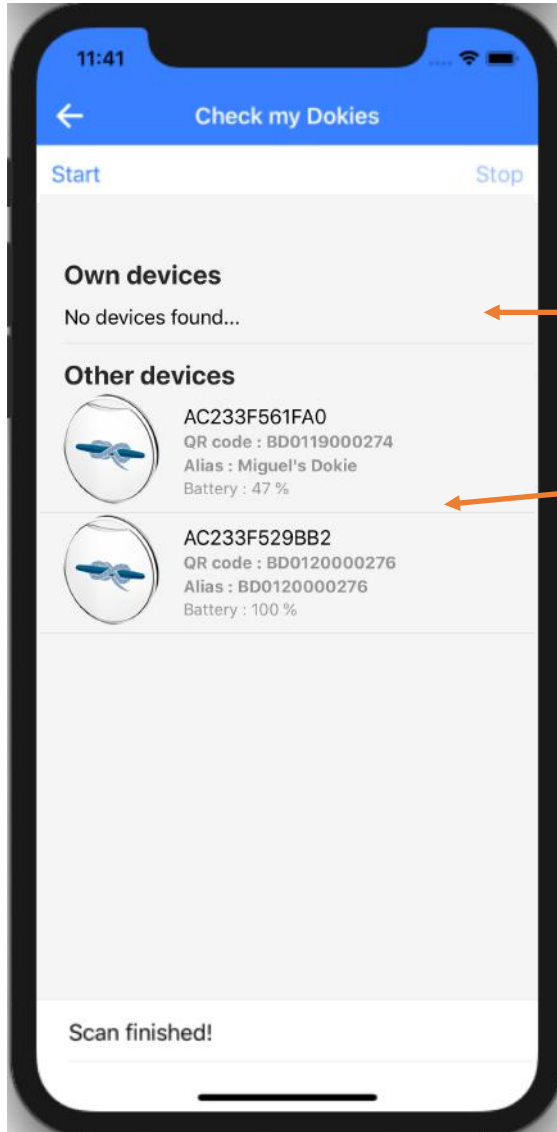 11:41
Check my Dokies
Start
Stop
Own devices
No devices found...
Other devices
AC233F561FA0
QR code : BD0119000274
Alias : Miguel's Dokie
Battery : 47 %
AC233F529BB2
QR code : BD0120000276
Alias : BD0120000276
Battery : 100 %
Scan finished!